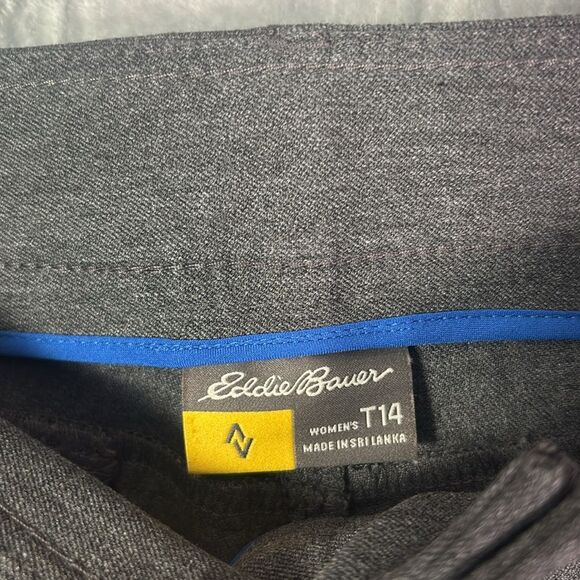 Eddie Bauer
WOMEN'S T14
MADE IN SRI LANKA